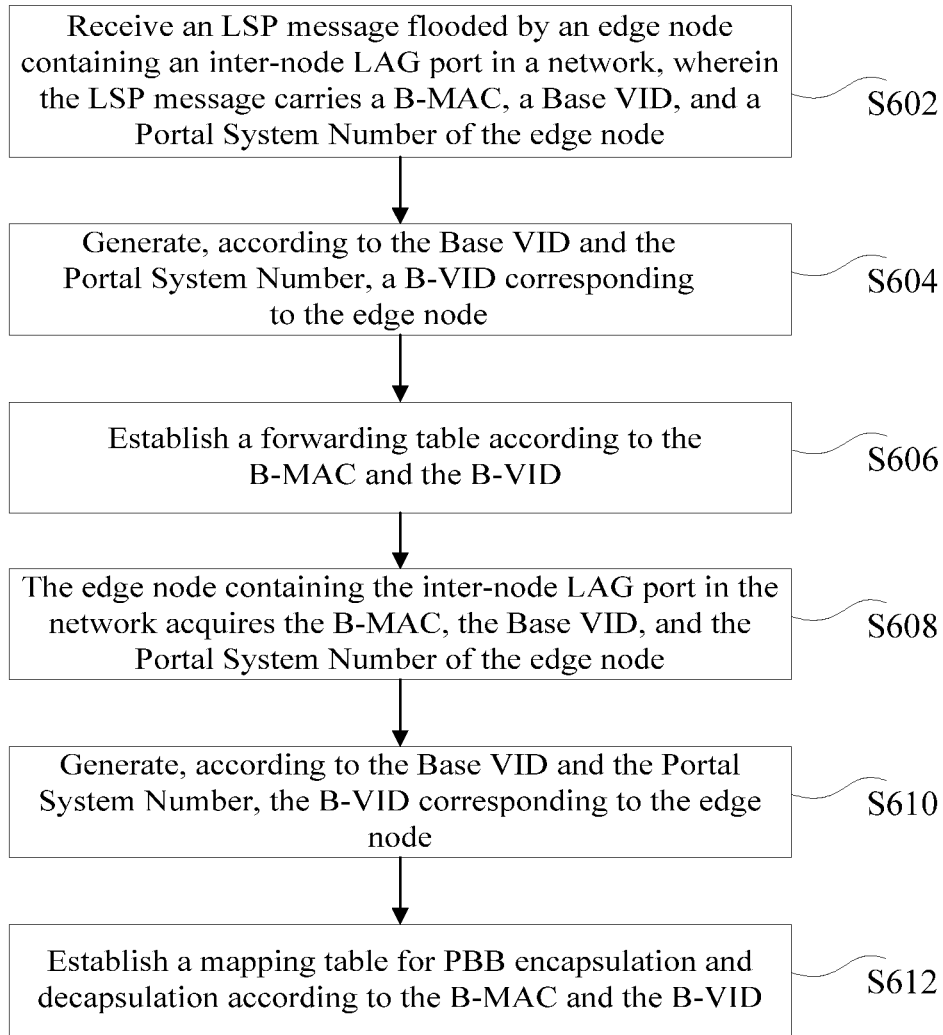 Receive an LSP message flooded by an edge node
containing an inter-node LAG port in a network, wherein
the LSP message carries a B-MAC, a Base VID, and a
Portal System Number of the edge node
S602
Generate, according to the Base VID and the
Portal System Number, a B-VID corresponding
to the edge node
S604
Establish a forwarding table according to the
B-MAC and the B-VID
S606
The edge node containing the inter-node LAG port in the
network acquires the B-MAC, the Base VID, and the
Portal System Number of the edge node
S608
Generate, according to the Base VID and the Portal
System Number, the B-VID corresponding to the edge
node
S610
Establish a mapping table for PBB encapsulation and
decapsulation according to the B-MAC and the B-VID
S612